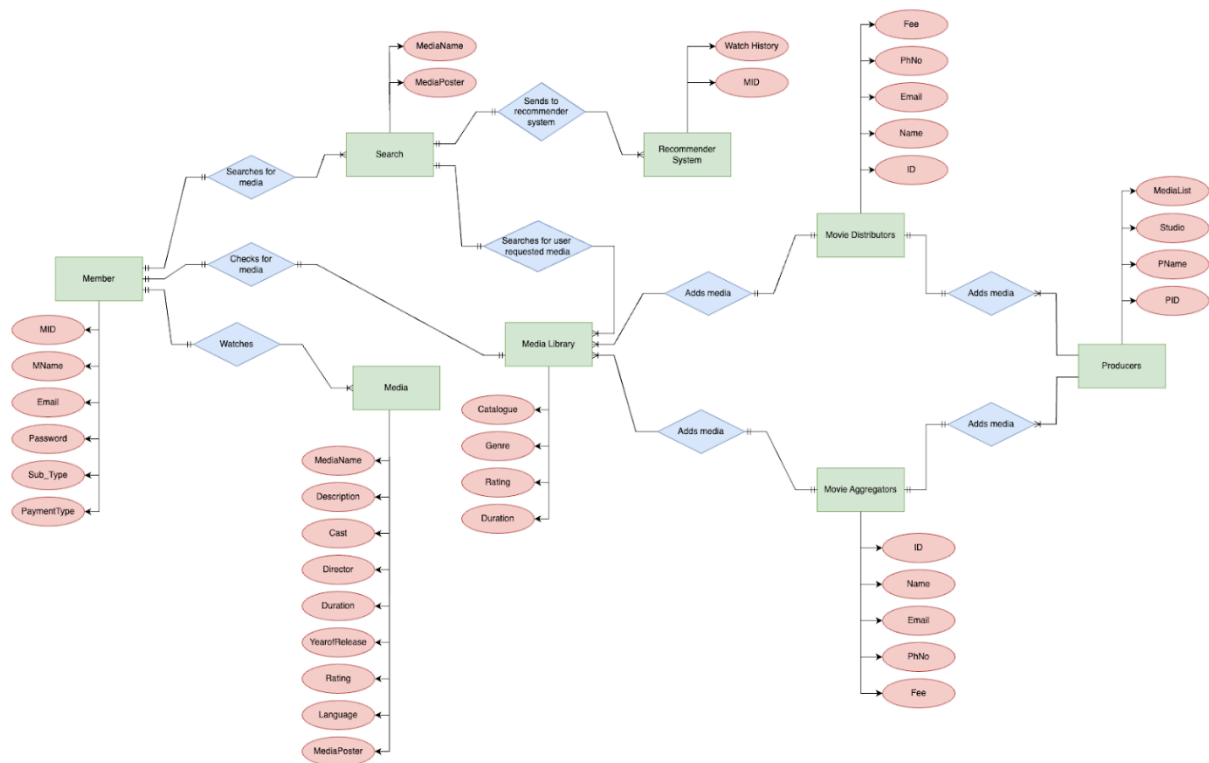 Fee
MediaName
Watch History
PhNo
MediaPoster
MID
Email
Sends to
recommender
system
Name
Search
Recommender
System
ID
Searches for
media
MediaList
Movie Distributors
Studio
Searches for user
requested media
Checks for
media
PName
Member
Adds media
Adds media
PID
MID
Watches
Media Library
Producers
MName
Media
Email
Catalogue
Adds media
Adds media
Password
Genre
MediaName
Sub_Type
Rating
Movie Aggregators
Description
PaymentType
Duration
Cast
ID
Director
Name
Duration
Email
YearofRelease
PhNo
Rating
Fee
Language
MediaPoster